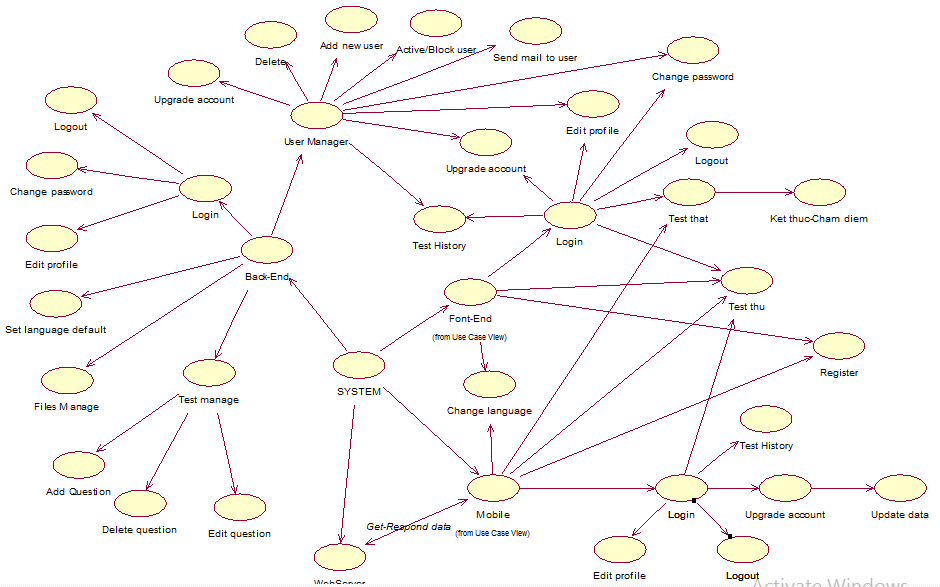 Delete
Add new user
Active/Block user
Send mail to user
Change password
Upgrade account
Logout
User Manager
Edit profile
Upgrade account
Logout
Change password
Login
Test History
Login
Test that
Ket thuc-Cham diem
Edit profile
Back-End
Test thu
Set language default
Font-End
(from Use Case View)
Register
Files Manage
Test manage
SYSTEM
Change language
Test History
Add Question
Delete question
Edit question
Get-Respond data
Mobile
(from Use Case View)
Login
Upgrade account
Update data
WebServer
Edit profile
Logout
Activate Windows